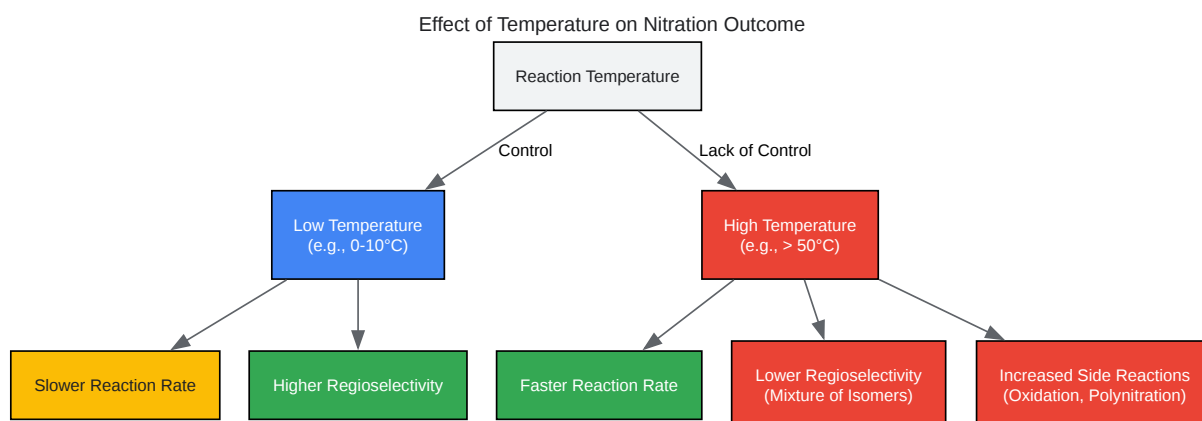 Effect of Temperature on Nitration Outcome
Reaction Temperature
Control
Lack of Control
Low Temperature
(e.g., 0-10°C)
High Temperature
(e.g., > 50°C)
Slower Reaction Rate
Higher Regioselectivity
Faster Reaction Rate
Lower Regioselectivity
(Mixture of Isomers)
Increased Side Reactions
(Oxidation, Polynitration)